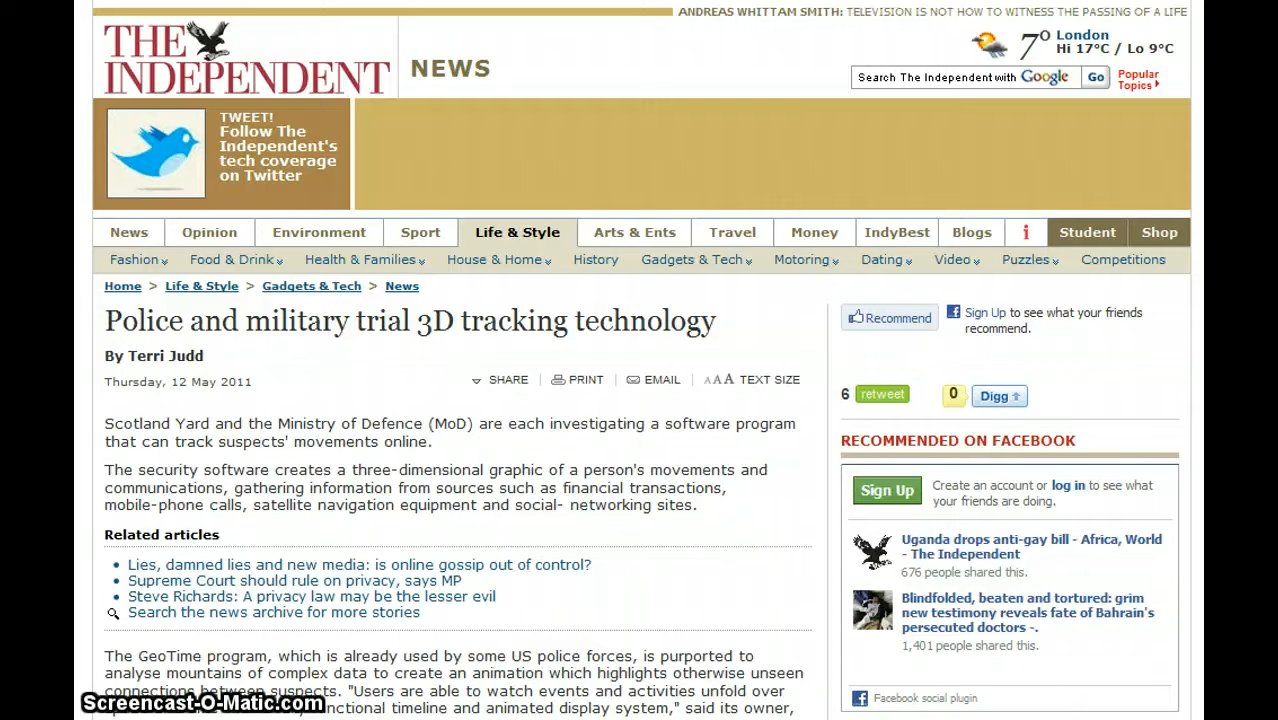 ANDREAS WHITTAM SMITH: TELEVISION IS NOT HOW TO WITNESS THE PASSING OF A LIFE
THE INDEPENDENT
NEWS
7° London
Hi 17°C / Lo 9°C
Search The Independent with Google Go Popular Topics
TWEET!
Follow The
Independent's
tech coverage
on Twitter
News Opinion Environment Sport Life & Style Arts & Ents Travel Money IndyBest Blogs i Student Shop
Fashion Food & Drink Health & Families House & Home History Gadgets & Tech Motoring Dating Video Puzzles Competitions
Home > Life & Style > Gadgets & Tech > News
Police and military trial 3D tracking technology
By Terri Judd
Thursday, 12 May 2011
SHARE PRINT EMAIL AAA TEXT SIZE
Scotland Yard and the Ministry of Defence (MoD) are each investigating a software program
that can track suspects' movements online.
The security software creates a three-dimensional graphic of a person's movements and
communications, gathering information from sources such as financial transactions,
mobile-phone calls, satellite navigation equipment and social- networking sites.
Related articles
Lies, damned lies and new media: is online gossip out of control?
Supreme Court should rule on privacy, says MP
Steve Richards: A privacy law may be the lesser evil
Search the news archive for more stories
The GeoTime program, which is already used by some US police forces, is purported to
analyse mountains of complex data to create an animation which highlights otherwise unseen
connections between suspects. "Users are able to watch events and activities unfold over
functional timeline and animated display system," said its owner,
Screencast-O-Matic.com
Recommend
Sign Up to see what your friends
recommend.
6 retweet
0 Digg
RECOMMENDED ON FACEBOOK
Sign Up
Create an account or log in to see what
your friends are doing.
Uganda drops anti-gay bill - Africa, World
- The Independent
676 people shared this.
Blindfolded, beaten and tortured: grim
new testimony reveals fate of Bahrain's
persecuted doctors -.
1,401 people shared this.
Facebook social plugin